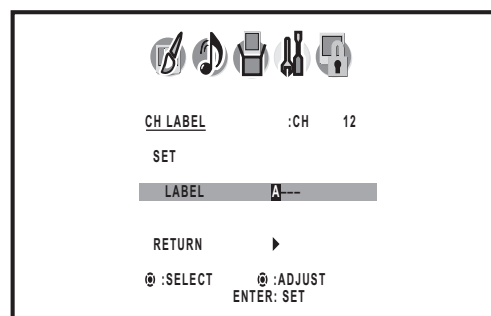 CH LABEL :CH 12
SET
LABEL A---
RETURN
:SELECT :ADJUST
ENTER: SET